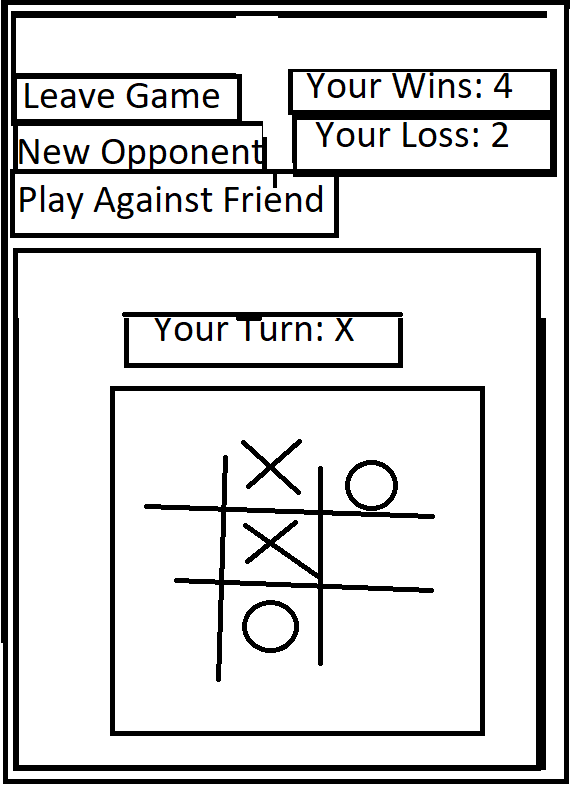 Leave Game
New Opponent
Play Against Friend
Your Wins: 4
Your Loss: 2
Your Turn: X
X O
X
O